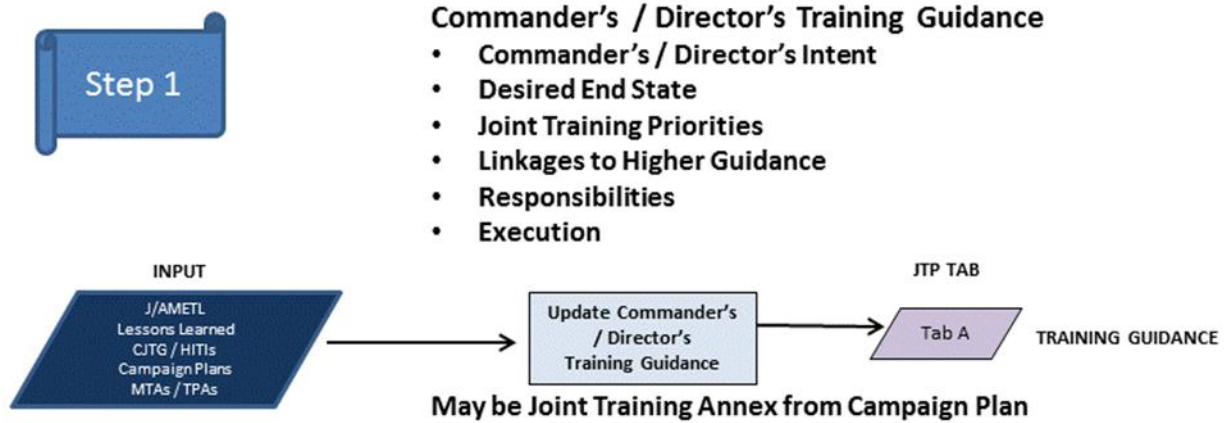 Step 1
Commander's / Director's Training Guidance
• Commander's / Director's Intent
• Desired End State
• Joint Training Priorities
• Linkages to Higher Guidance
• Responsibilities
• Execution
INPUT
J/AMETL
Lessons Learned
CJTG / HITIs
Campaign Plans
MTAs / TPAs
Update Commander's
/ Director's
Training Guidance
JTP TAB
Tab A
TRAINING GUIDANCE
May be Joint Training Annex from Campaign Plan